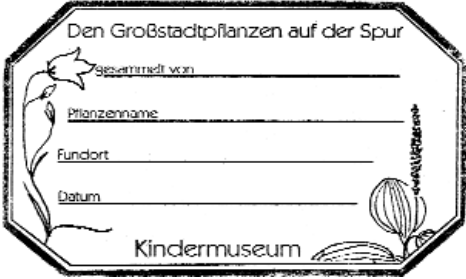 Den Großstadtpflanzen auf der Spur
gesammelt von
Pflanzenname
Fundort
Datum
Kindermuseum